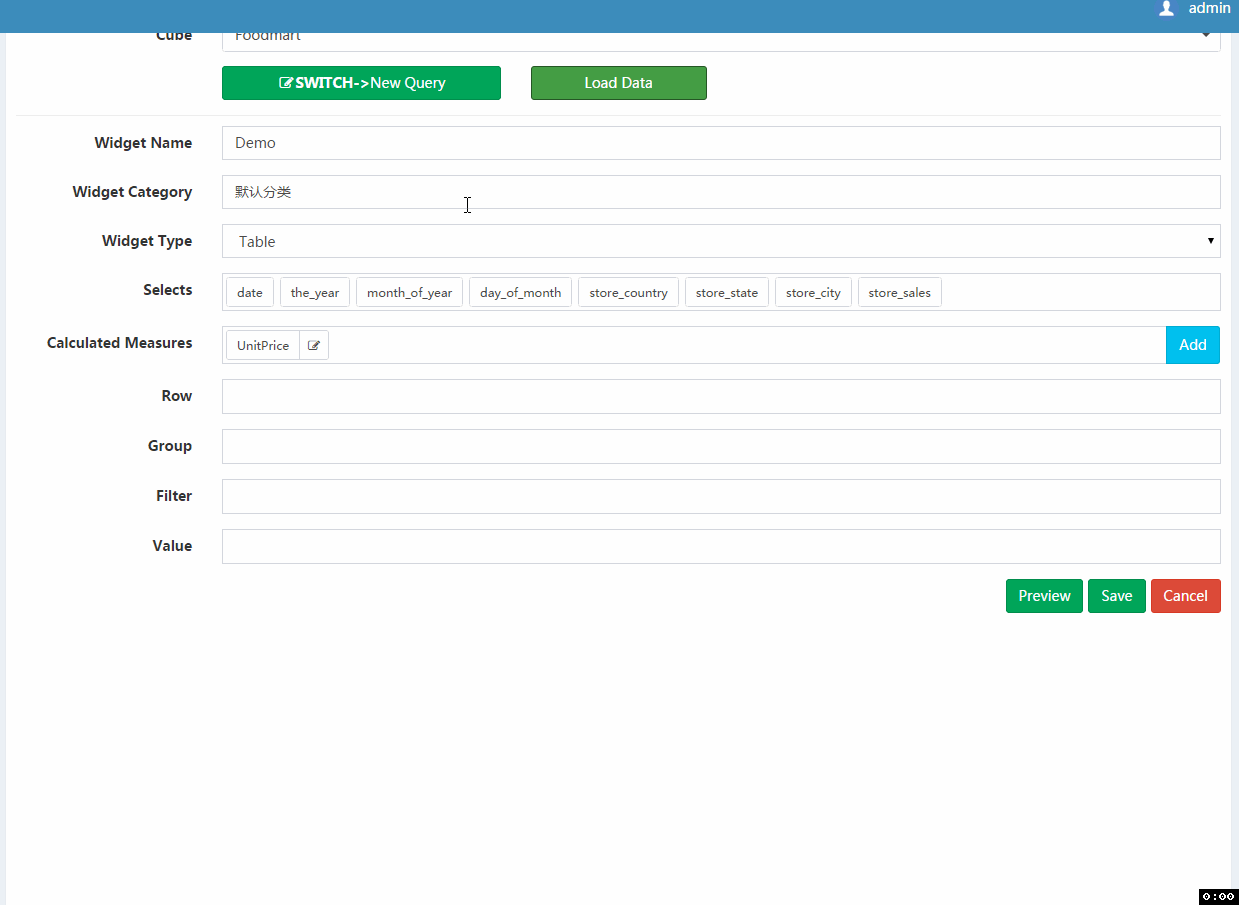 admin
Cube Foodmart
SWITCH->New Query Load Data
Widget Name Demo
Widget Category 默认分类
Widget Type Table
Selects date the_year month_of_year day_of_month store_country store_state store_city store_sales
Calculated Measures UnitPrice Add
Row
Group
Filter
Value
Preview Save Cancel
0:00